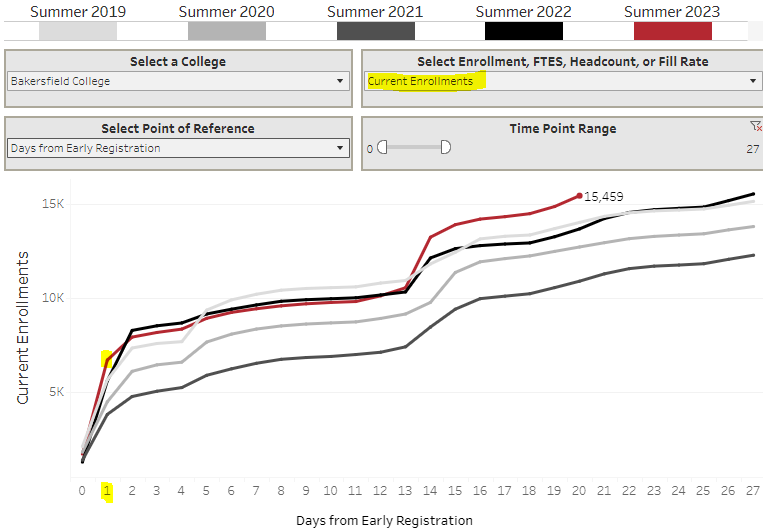 Summer 2019 Summer 2020 Summer 2021 Summer 2022 Summer 2023
Select a College
Bakersfield College
Select Enrollment, FTES, Headcount, or Fill Rate
Current Enrollments
Select Point of Reference
Days from Early Registration
Time Point Range
0 27
15K
10K
5K
Current Enrollments
15,459
0 1 2 3 4 5 6 7 8 9 10 11 12 13 14 15 16 17 18 19 20 21 22 23 24 25 26 27
Days from Early Registration